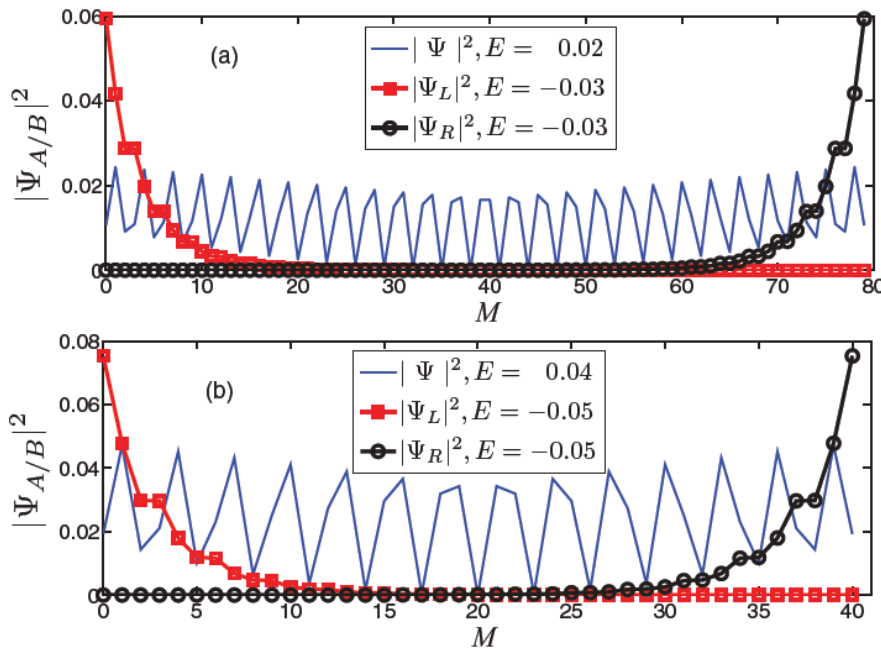 0.06
0.04
0.02
0
|Ψ_{A/B}|^2
(a)
| Ψ |^2, E = 0.02
|Ψ_L|^2, E = −0.03
|Ψ_R|^2, E = −0.03
0 10 20 30 40 50 60 70 80
M
0.08
0.06
0.04
0.02
0
|Ψ_{A/B}|^2
(b)
| Ψ |^2, E = 0.04
|Ψ_L|^2, E = −0.05
|Ψ_R|^2, E = −0.05
0 5 10 15 20 25 30 35 40
M